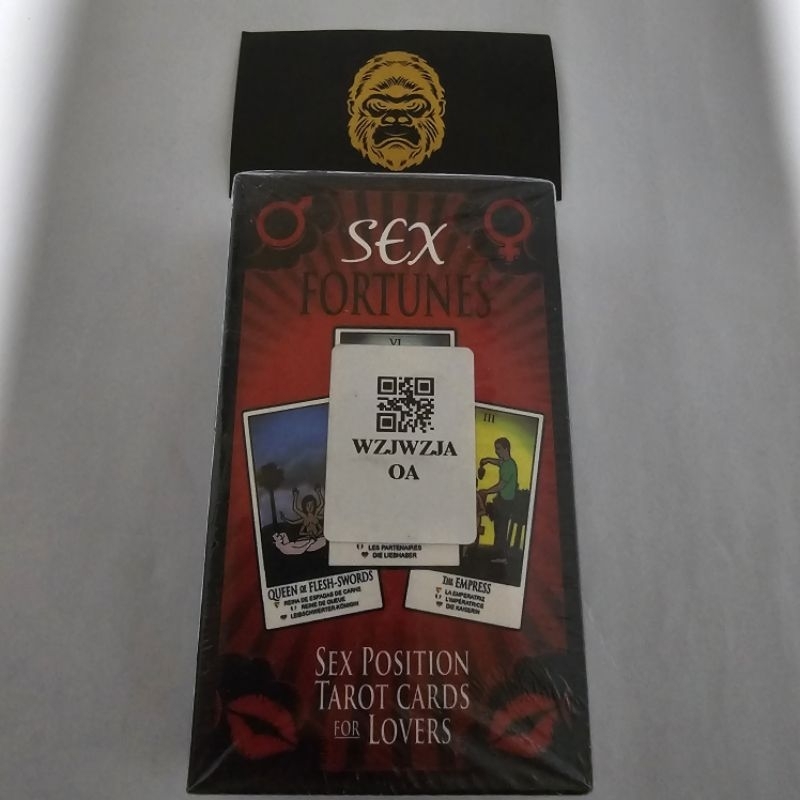 SEX
FORTUNES
VI
WZJWZJA
OA
III
LES PARTENAIRES
DIE LIEBHABER
QUEEN OF FLESH-SWORDS
REINA DE ESPADAS DE CARNE
REINE DE QUEUE
LEIBSCHWERTER-KÖNIGIN
THE EMPRESS
LA EMPERATRIZ
L'IMPÉRATRICE
DIE KAISERIN
SEX POSITION
TAROT CARDS
FOR LOVERS